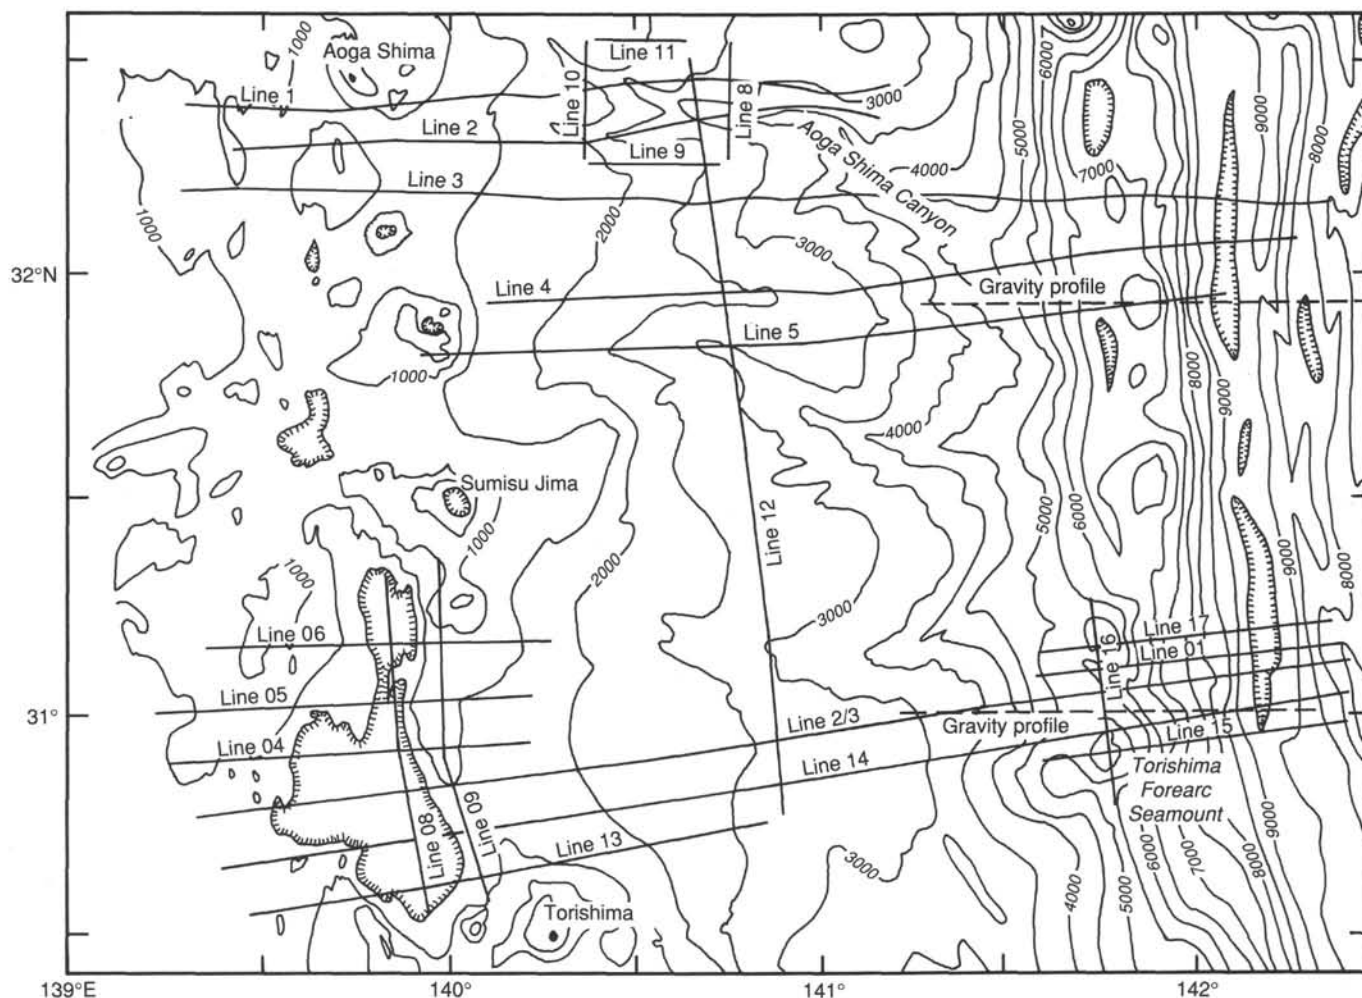 1000
Aoga Shima
Line 11
Line 10
Line 8
6000
9000
8000
Line 1
3000
5000
Line 2
Aoga Shima Canyon
Line 9
4000
7000
Line 3
1000
2000
3000
32°N
Line 4
Gravity profile
Line 5
1000
8000
9000
4000
Sumisu Jima
5000
6000
Line 12
1000
2000
9000
8000
1000
3000
Line 06
Line 17
Line 01
Line 16
Line 05
31°
Line 2/3
Gravity profile
Line 04
Line 15
Line 14
Torishima
Forearc
Seamount
Line 08
Line 09
Line 13
3000
4000
5000
6000
7000
8000
9000
Torishima
139°E
140°
141°
142°